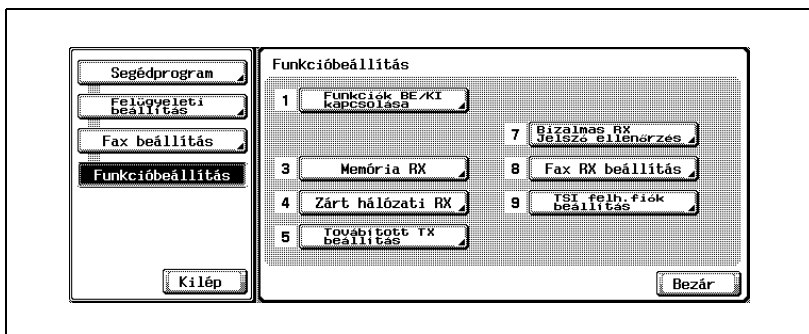 Segédprogram
Felügyeleti
beállítás
Fax beállítás
Funkcióbeállítás
Kilép
Funkcióbeállítás
1 Funkciók BE/KI
kapcsolása
7 Bizalmas RX
Jelszó ellenőrzés
3 Memória RX
8 Fax RX beállítás
4 Zárt hálózati RX
9 TSI felh.fiók
beállítás
5 Továbbított TX
beállítás
Bezár